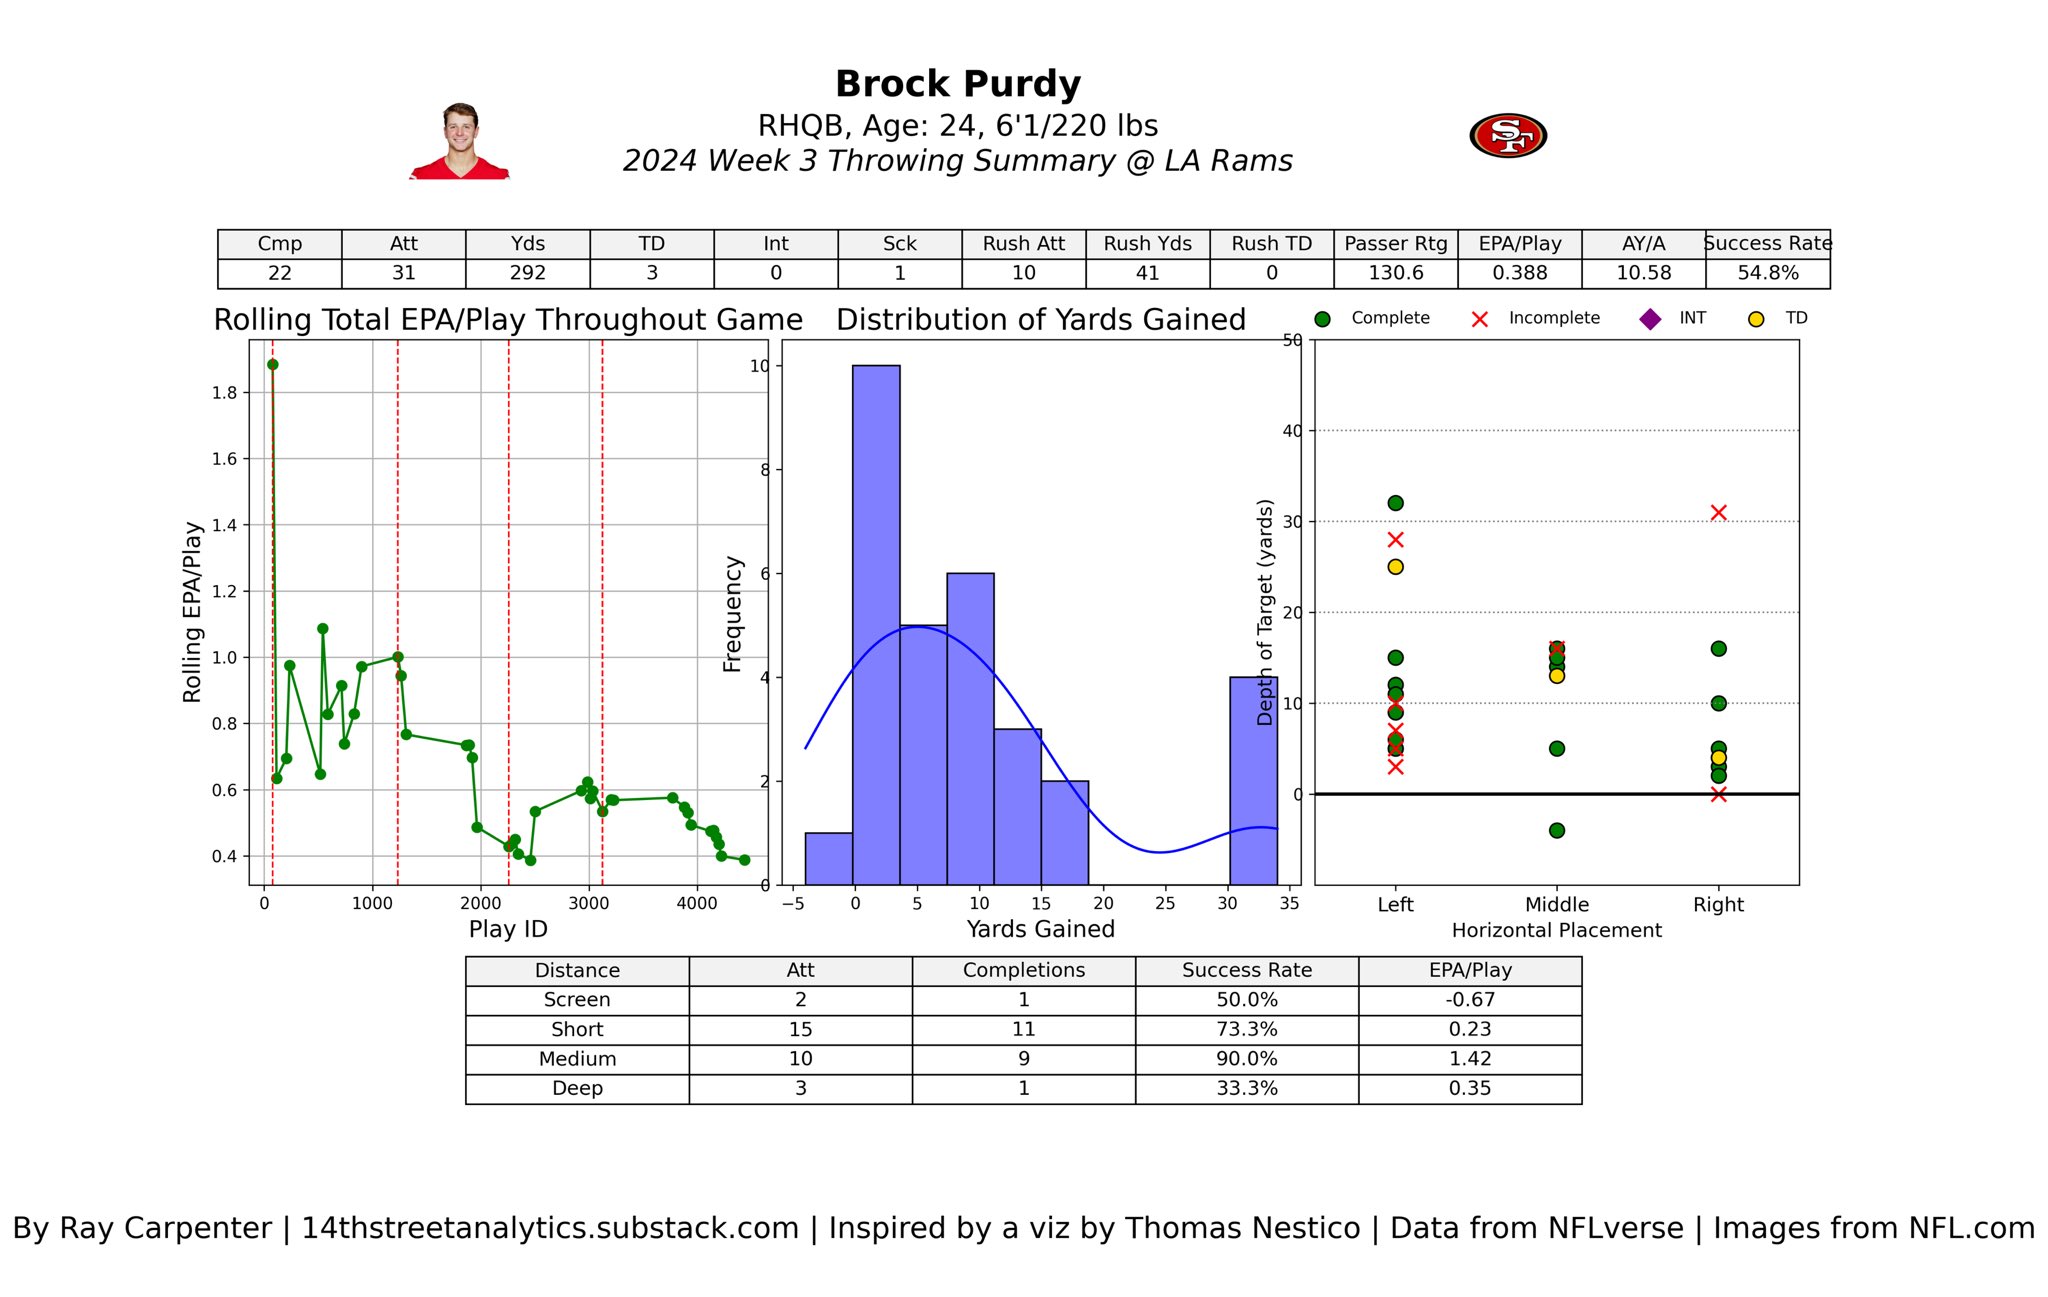 Brock Purdy
RHQB, Age: 24, 6'1/220 lbs
2024 Week 3 Throwing Summary @ LA Rams
SF
Cmp Att Yds TD Int Sck Rush Att Rush Yds Rush TD Passer Rtg EPA/Play AY/A Success Rate
22 31 292 3 0 1 10 41 0 130.6 0.388 10.58 54.8%
Rolling Total EPA/Play Throughout Game
Rolling EPA/Play
1.8
1.6
1.4
1.2
1.0
0.8
0.6
0.4
0 1000 2000 3000 4000
Play ID
Distribution of Yards Gained
Frequency
10
8
6
4
2
0
−5 0 5 10 15 20 25 30 35
Yards Gained
Complete Incomplete INT TD
Depth of Target (yards)
50
40
30
20
10
0
Left Middle Right
Horizontal Placement
Distance Att Completions Success Rate EPA/Play
Screen 2 1 50.0% -0.67
Short 15 11 73.3% 0.23
Medium 10 9 90.0% 1.42
Deep 3 1 33.3% 0.35
By Ray Carpenter | 14thstreetanalytics.substack.com | Inspired by a viz by Thomas Nestico | Data from NFLverse | Images from NFL.com